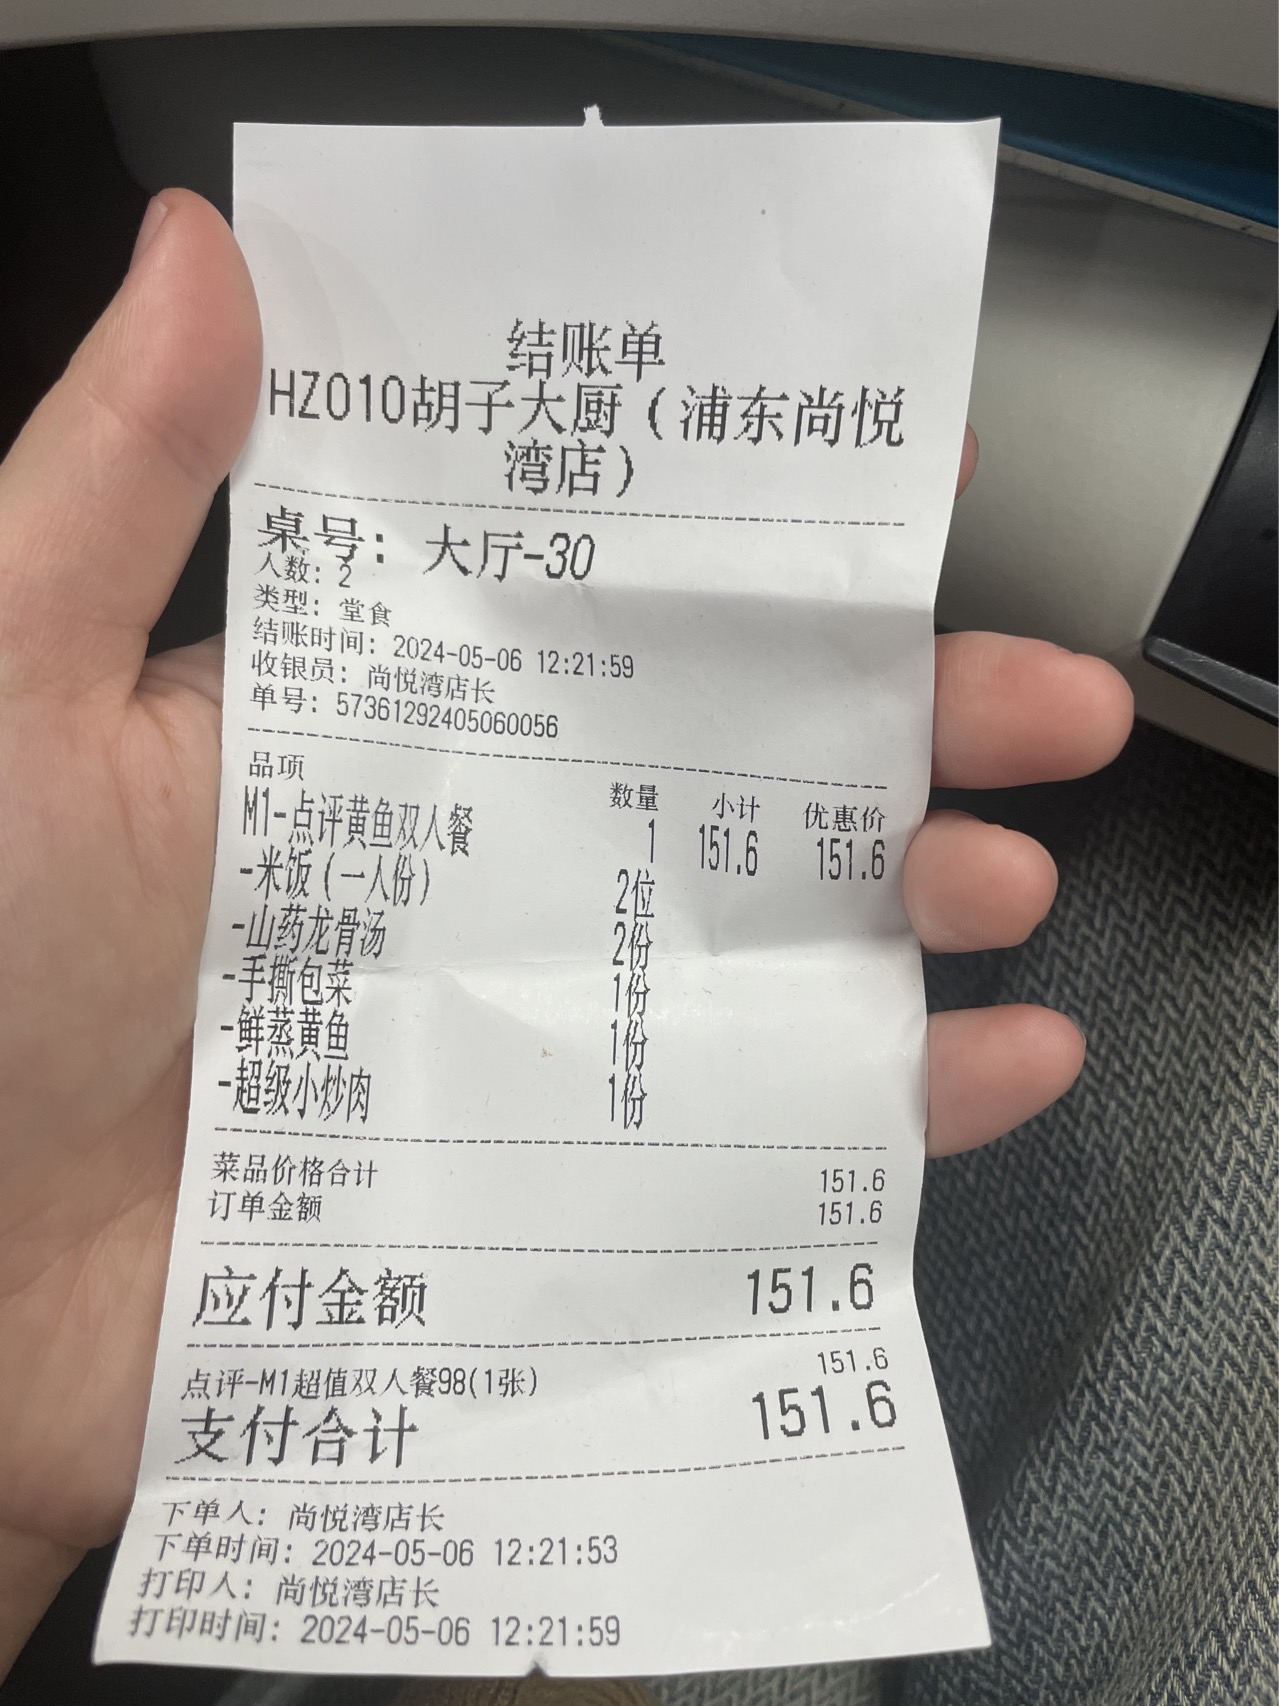 结账单
HZ010胡子大厨（浦东尚悦
湾店）
桌号：大厅-30
人数：2
类型：堂食
结账时间：2024-05-06 12:21:59
收银员：尚悦湾店长
单号：57361292405060056
品项 数量 小计 优惠价
M1-点评黄鱼双人餐 1 151.6 151.6
-米饭（一人份） 2位
-山药龙骨汤 2份
-手撕包菜 1份
-鲜蒸黄鱼 1份
-超级小炒肉 1份
菜品价格合计 151.6
订单金额 151.6
应付金额 151.6
点评-M1超值双人餐98(1张) 151.6
支付合计 151.6
下单人：尚悦湾店长
下单时间：2024-05-06 12:21:53
打印人：尚悦湾店长
打印时间：2024-05-06 12:21:59